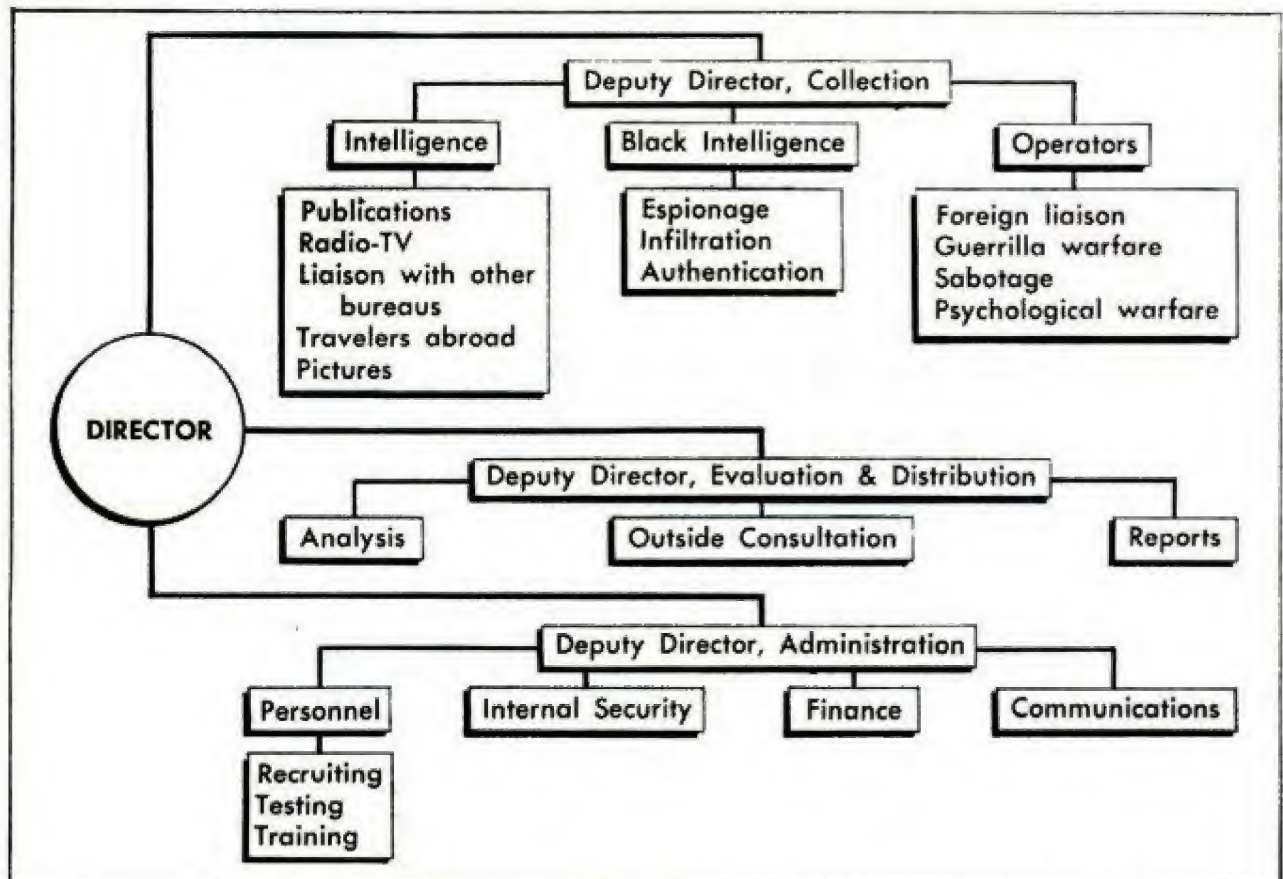 Deputy Director, Collection
Intelligence
Black Intelligence
Operators
Publications
Radio-TV
Liaison with other
bureaus
Travelers abroad
Pictures
Espionage
Infiltration
Authentication
Foreign liaison
Guerrilla warfare
Sabotage
Psychological warfare
DIRECTOR
Deputy Director, Evaluation & Distribution
Analysis
Outside Consultation
Reports
Deputy Director, Administration
Personnel
Internal Security
Finance
Communications
Recruiting
Testing
Training